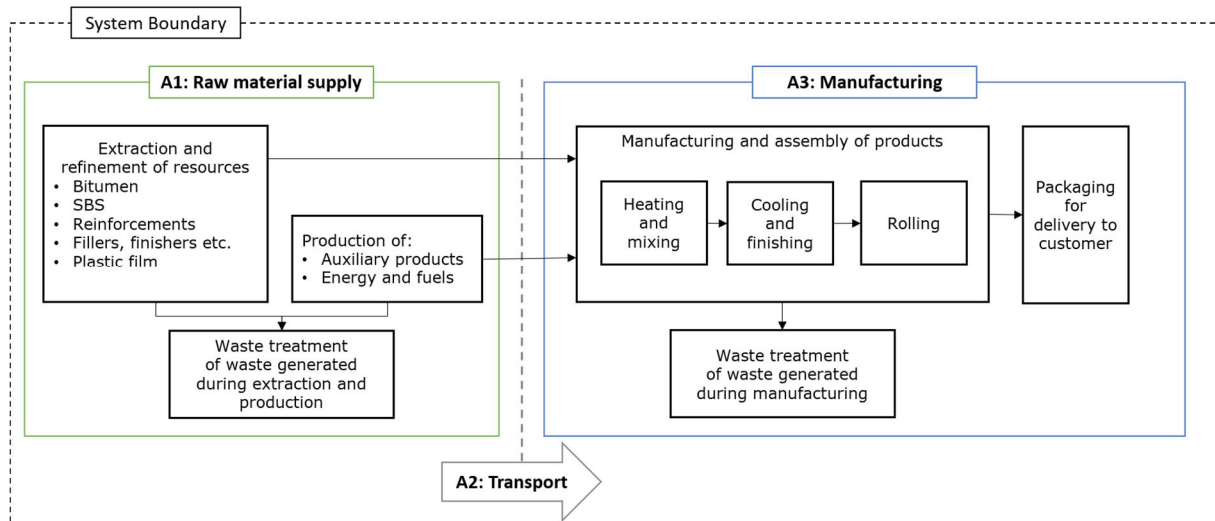 System Boundary
A1: Raw material supply
Extraction and
refinement of resources
• Bitumen
• SBS
• Reinforcements
• Fillers, finishers etc.
• Plastic film
Production of:
• Auxiliary products
• Energy and fuels
Waste treatment
of waste generated
during extraction and
production
A2: Transport
A3: Manufacturing
Manufacturing and assembly of products
Heating
and
mixing
Cooling
and
finishing
Rolling
Packaging
for
delivery to
customer
Waste treatment
of waste generated
during manufacturing